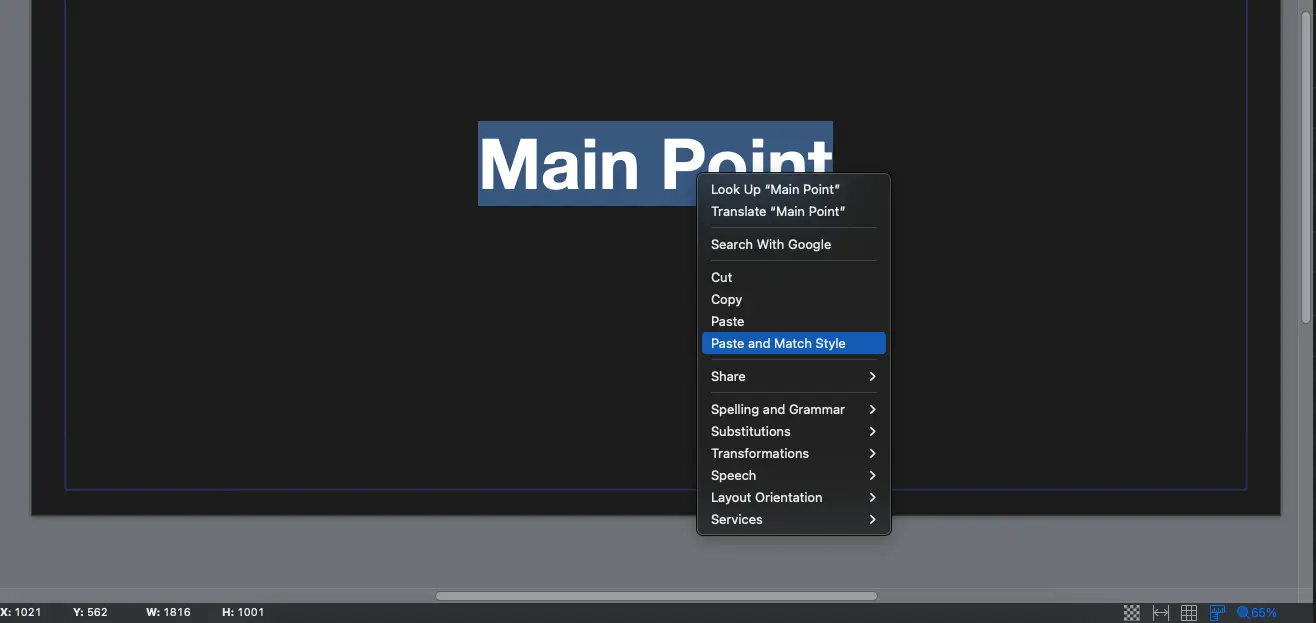 Main Point
Look Up “Main Point”
Translate “Main Point”
Search With Google
Cut
Copy
Paste
Paste and Match Style
Share
Spelling and Grammar
Substitutions
Transformations
Speech
Layout Orientation
Services
X: 1021 Y: 562 W: 1816 H: 1001 65%